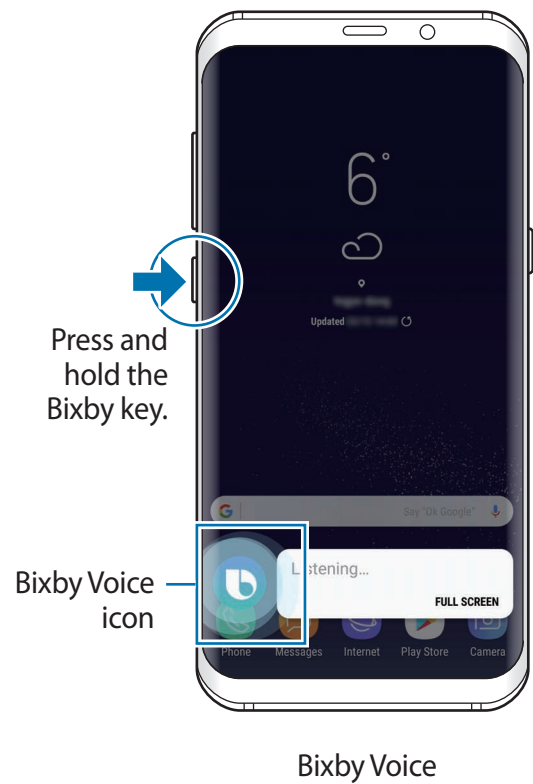 6°
Updated
Say "Ok Google"
Press and
hold the
Bixby key.
Listening...
FULL SCREEN
Bixby Voice
icon
Phone Messages Internet Play Store Camera
Bixby Voice